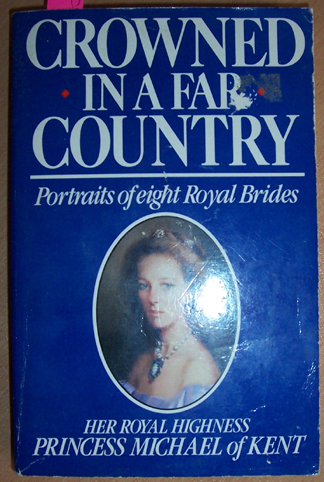 CROWNED
IN A FAR
COUNTRY
Portraits of eight Royal Brides
HER ROYAL HIGHNESS
PRINCESS MICHAEL of KENT